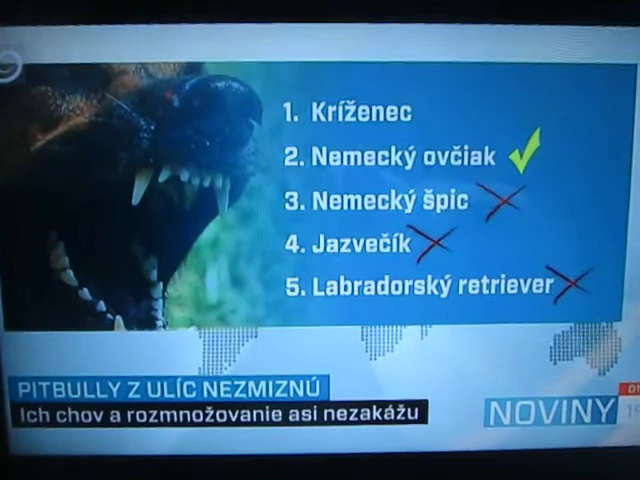 1. Kríženec
2. Nemecký ovčiak
3. Nemecký špic
4. Jazvečík
5. Labradorský retriever
PITBULLY Z ULÍC NEZMIZNÚ
Ich chov a rozmnožovanie asi nezakážu
NOVINY